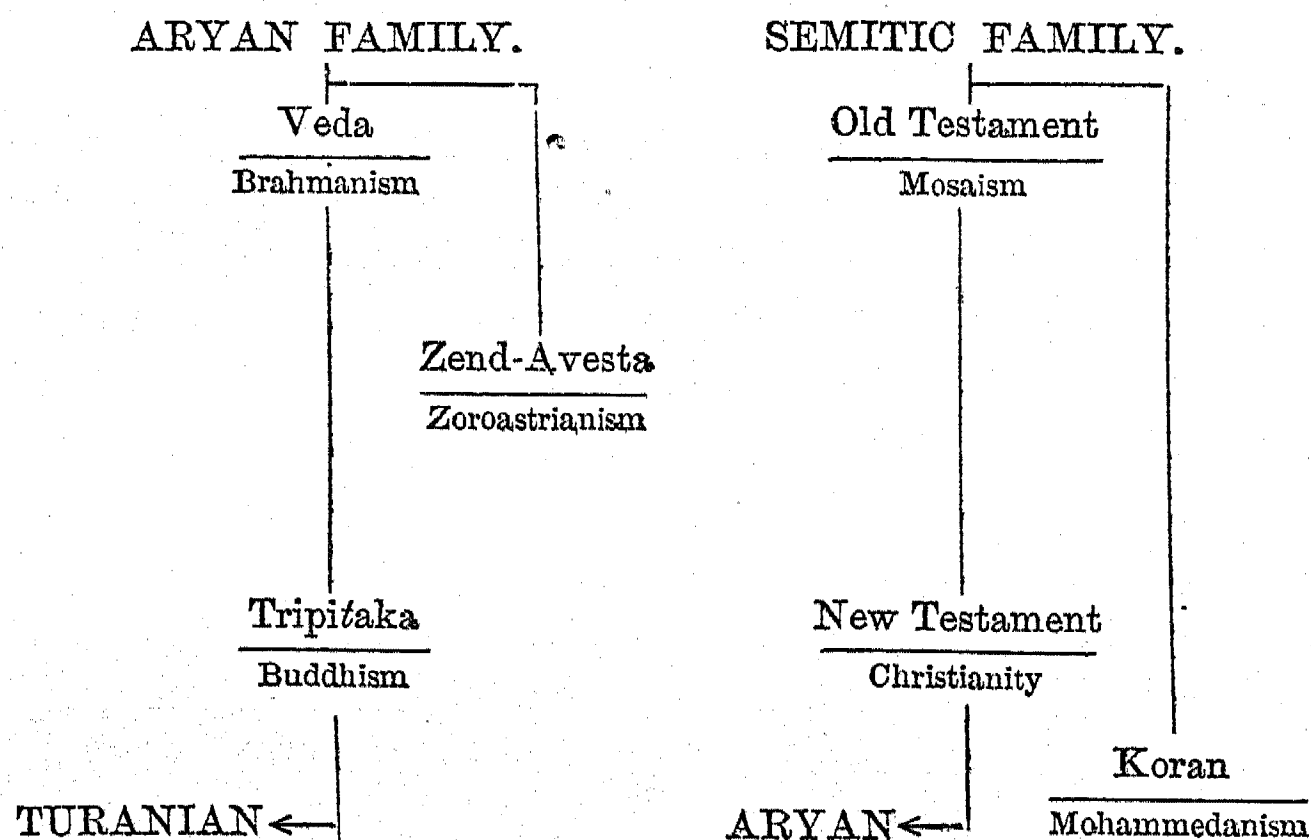 ARYAN FAMILY.
Veda
Brahmanism
Zend-Avesta
Zoroastrianism
Tripitaka
Buddhism
TURANIAN
SEMITIC FAMILY.
Old Testament
Mosaism
New Testament
Christianity
ARYAN
Koran
Mohammedanism